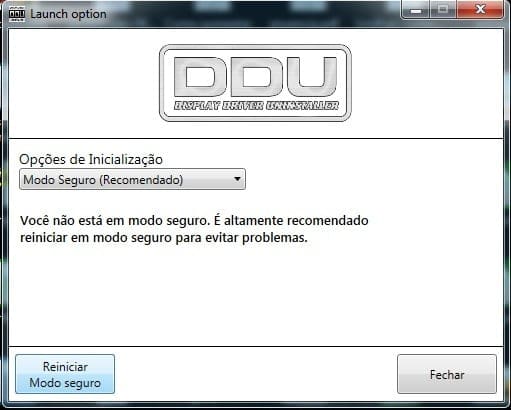 Launch option
DDU
DISPLAY DRIVER UNINSTALLER
Opções de Inicialização
Modo Seguro (Recomendado)
Você não está em modo seguro. É altamente recomendado
reiniciar em modo seguro para evitar problemas.
Reiniciar
Modo seguro
Fechar